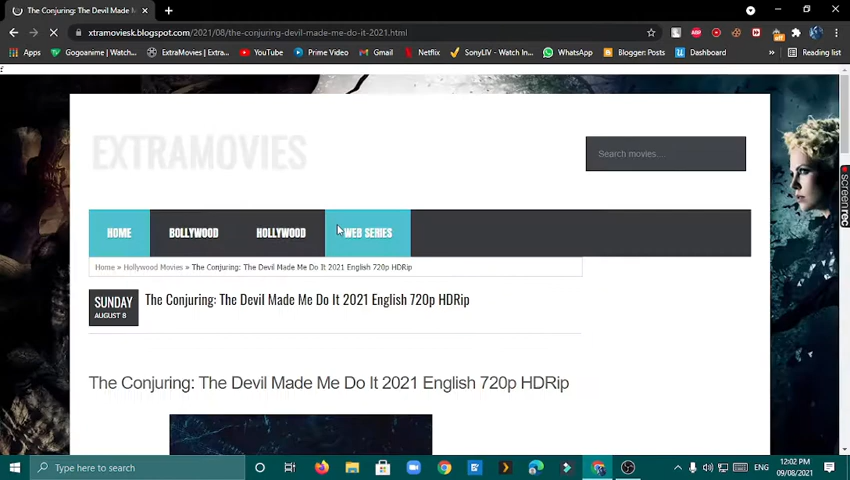 The Conjuring: The Devil Made M
xtramoviesk.blogspot.com/2021/08/the-conjuring-devil-made-me-do-it-2021.html
Apps Gogoanime | Watch... ExtraMovies | Extra... YouTube Prime Video Gmail Netflix SonyLIV - Watch In... WhatsApp Blogger: Posts Dashboard Reading list
EXTRAMOVIES
Search movies...
HOME BOLLYWOOD HOLLYWOOD WEB SERIES
Home » Hollywood Movies » The Conjuring: The Devil Made Me Do It 2021 English 720p HDRip
SUNDAY
AUGUST 8
The Conjuring: The Devil Made Me Do It 2021 English 720p HDRip
The Conjuring: The Devil Made Me Do It 2021 English 720p HDRip
screenrec
Type here to search
ENG
12:02 PM
09/08/2021